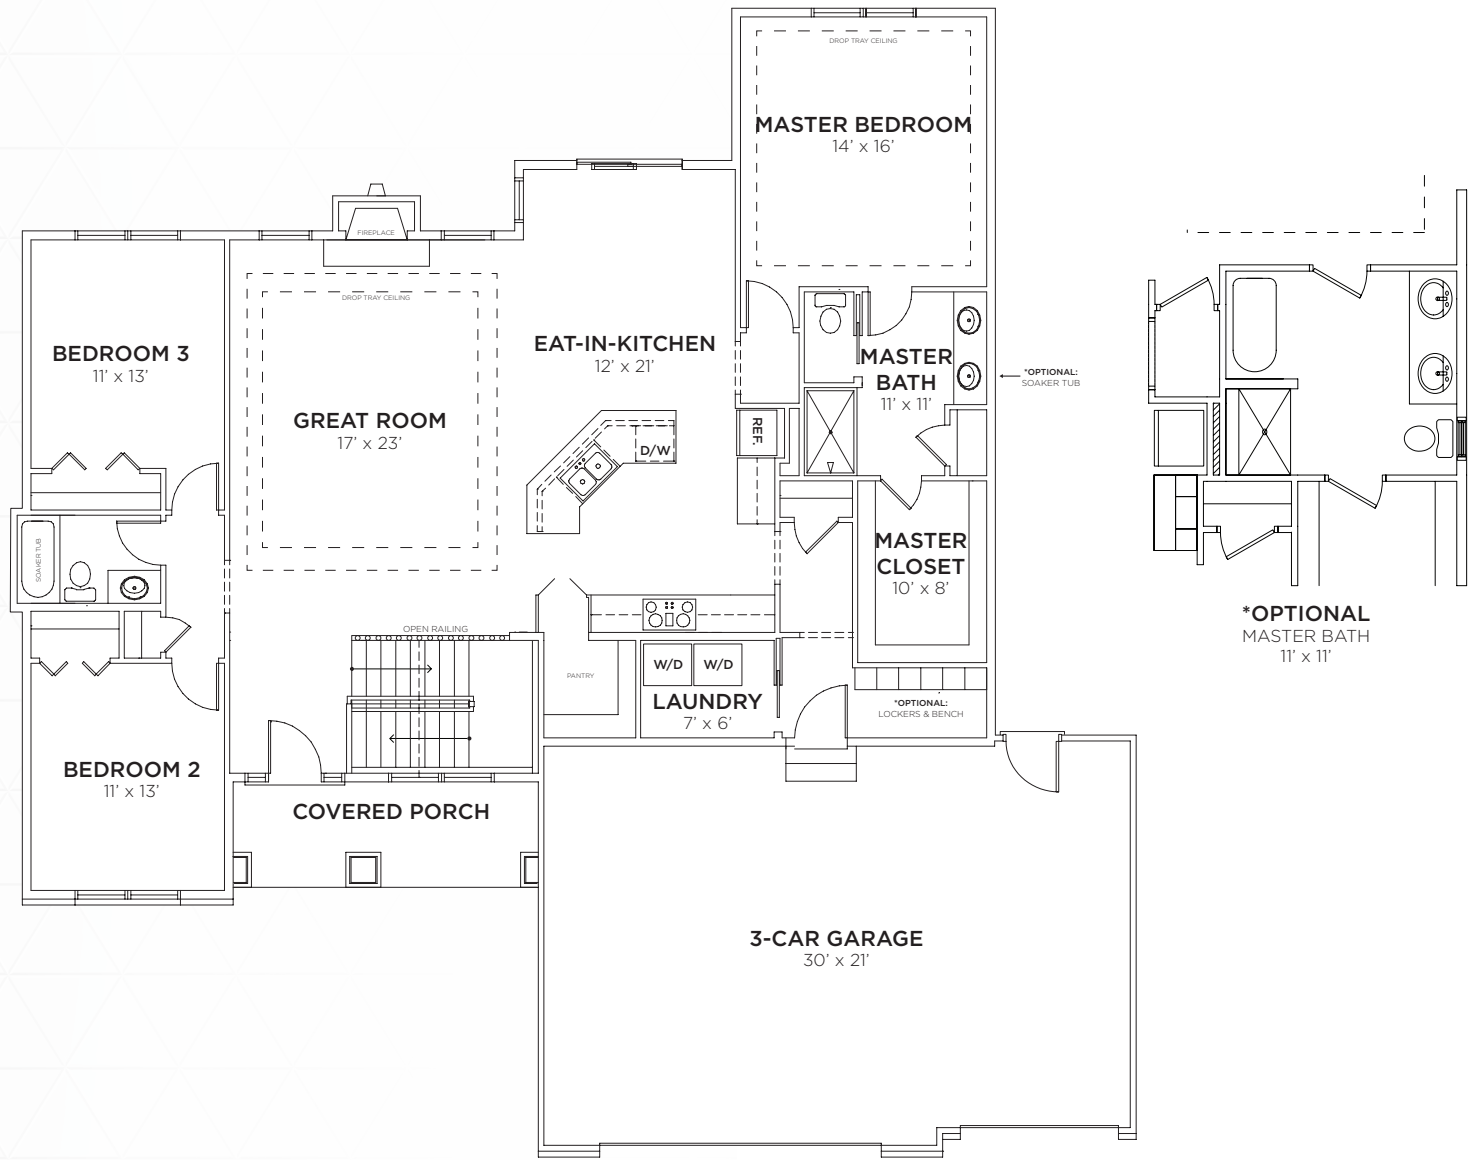 DROP TRAY CEILING
MASTER BEDROOM
14’ x 16’
FIREPLACE
DROP TRAY CEILING
BEDROOM 3
11’ x 13’
GREAT ROOM
17’ x 23’
EAT-IN-KITCHEN
12’ x 21’
MASTER
BATH
11’ x 11’
*OPTIONAL:
SOAKER TUB
REF.
D/W
SOAKER TUB
MASTER
CLOSET
10’ x 8’
*OPTIONAL
MASTER BATH
11’ x 11’
OPEN RAILING
PANTRY
W/D
W/D
LAUNDRY
7’ x 6’
*OPTIONAL:
LOCKERS & BENCH
BEDROOM 2
11’ x 13’
COVERED PORCH
3-CAR GARAGE
30’ x 21’